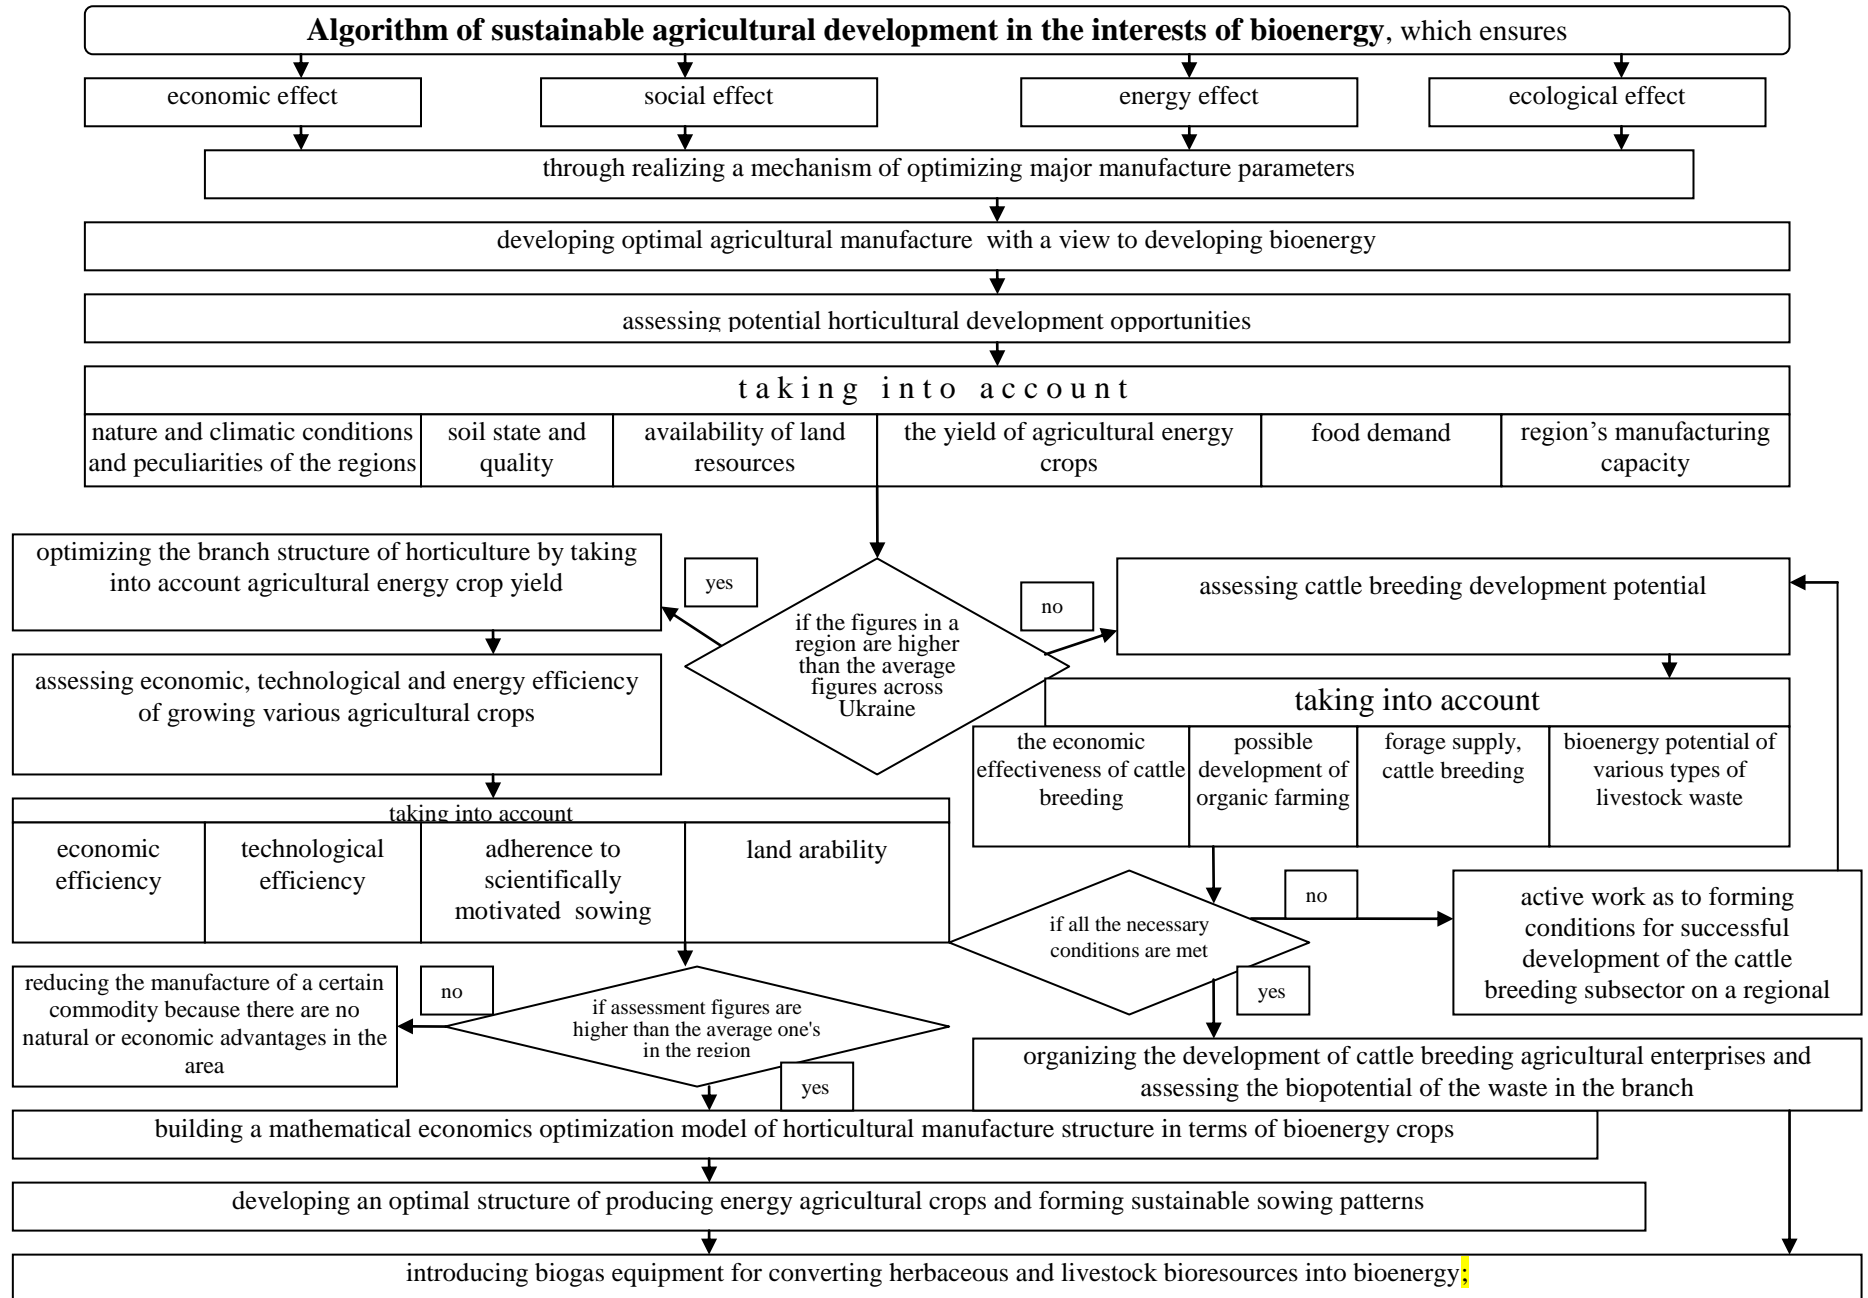 Algorithm of sustainable agricultural development in the interests of bioenergy, which ensures
economic effect
social effect
energy effect
ecological effect
through realizing a mechanism of optimizing major manufacture parameters
developing optimal agricultural manufacture with a view to developing bioenergy
assessing potential horticultural development opportunities
taking into account
nature and climatic conditions
and peculiarities of the regions
soil state and
quality
availability of land
resources
the yield of agricultural energy
crops
food demand
region's manufacturing
capacity
optimizing the branch structure of horticulture by taking
into account agricultural energy crop yield
yes
if the figures in a
region are higher
than the average
figures across
Ukraine
no
assessing cattle breeding development potential
assessing economic, technological and energy efficiency
of growing various agricultural crops
taking into account
the economic
effectiveness of cattle
breeding
possible
development of
organic farming
forage supply,
cattle breeding
bioenergy potential of
various types of
livestock waste
taking into account
economic
efficiency
technological
efficiency
adherence to
scientifically
motivated sowing
land arability
if all the necessary
conditions are met
no
active work as to forming
conditions for successful
development of the cattle
breeding subsector on a regional
yes
reducing the manufacture of a certain
commodity because there are no
natural or economic advantages in the
area
no
if assessment figures are
higher than the average one's
in the region
yes
organizing the development of cattle breeding agricultural enterprises and
assessing the biopotential of the waste in the branch
building a mathematical economics optimization model of horticultural manufacture structure in terms of bioenergy crops
developing an optimal structure of producing energy agricultural crops and forming sustainable sowing patterns
introducing biogas equipment for converting herbaceous and livestock bioresources into bioenergy;